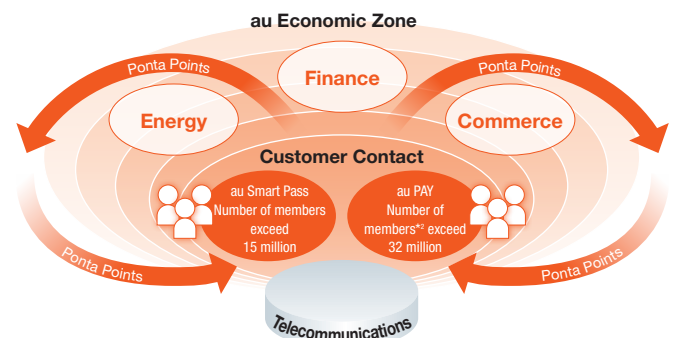 au Economic Zone
Ponta Points
Ponta Points
Finance
Energy
Commerce
Customer Contact
au Smart Pass
Number of members
exceed
15 million
au PAY
Number of
members*² exceed
32 million
Ponta Points
Ponta Points
Telecommunications